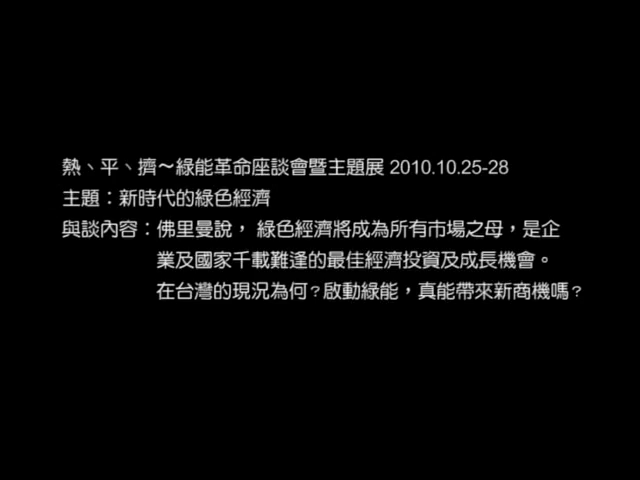 熱、平、擠～綠能革命座談會暨主題展 2010.10.25-28
主題：新時代的綠色經濟
與談內容：佛里曼說， 綠色經濟將成為所有市場之母，是企
業及國家千載難逢的最佳經濟投資及成長機會。
在台灣的現況為何？啟動綠能，真能帶來新商機嗎？